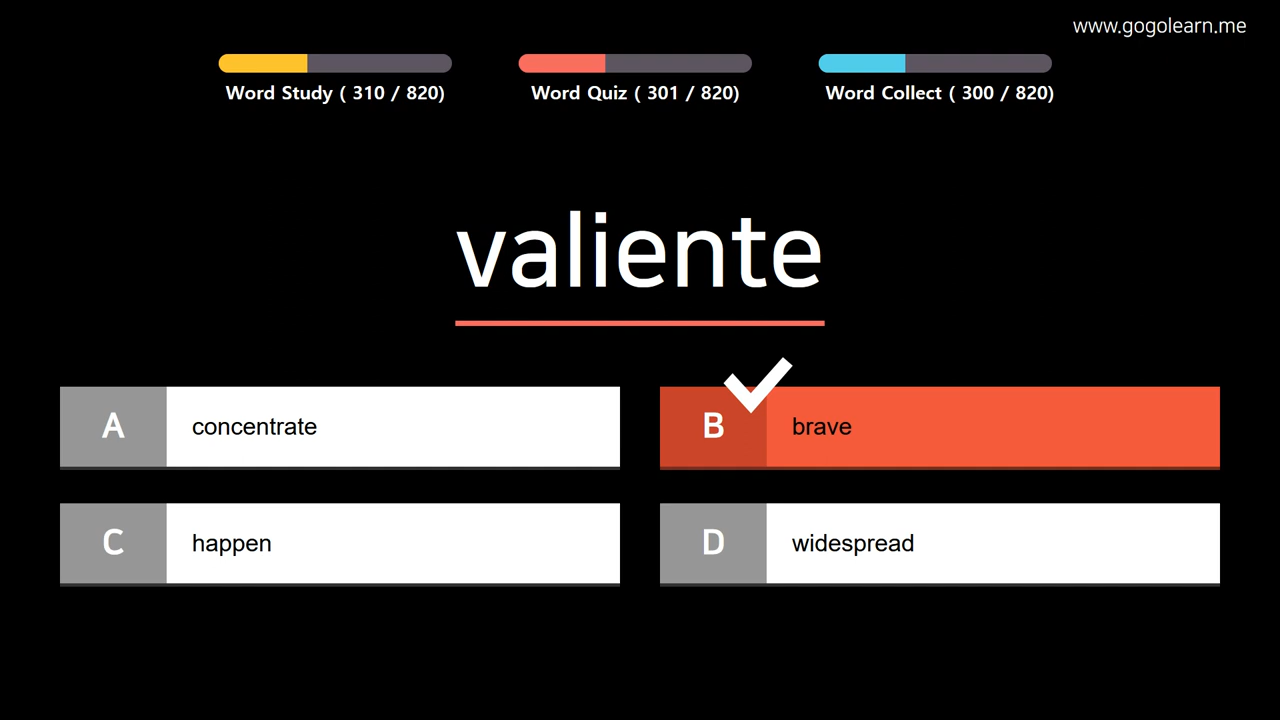 www.gogolearn.me
Word Study ( 310 / 820)
Word Quiz ( 301 / 820)
Word Collect ( 300 / 820)
valiente
A concentrate
B brave
C happen
D widespread